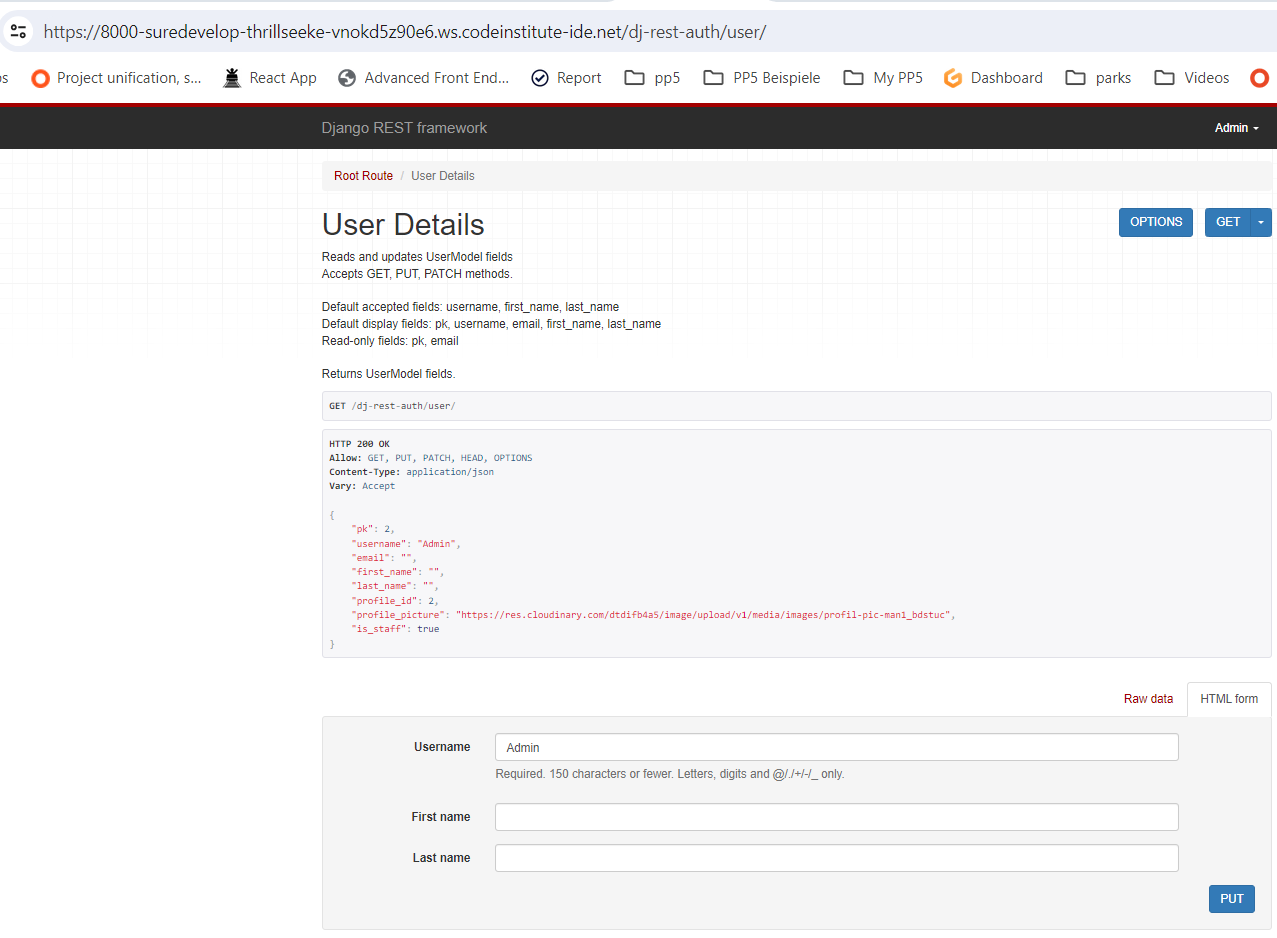 https://8000-suredevelop-thrillseeke-vnokd5z90e6.ws.codeinstitute-ide.net/dj-rest-auth/user/
Project unification, s... React App Advanced Front End... Report pp5 PP5 Beispiele My PP5 Dashboard parks Videos
Django REST framework Admin
Root Route / User Details
User Details OPTIONS GET
Reads and updates UserModel fields
Accepts GET, PUT, PATCH methods.
Default accepted fields: username, first_name, last_name
Default display fields: pk, username, email, first_name, last_name
Read-only fields: pk, email
Returns UserModel fields.
GET /dj-rest-auth/user/
HTTP 200 OK
Allow: GET, PUT, PATCH, HEAD, OPTIONS
Content-Type: application/json
Vary: Accept
{
"pk": 2,
"username": "Admin",
"email": "",
"first_name": "",
"last_name": "",
"profile_id": 2,
"profile_picture": "https://res.cloudinary.com/dtdifb4a5/image/upload/v1/media/images/profil-pic-man1_bdstuc",
"is_staff": true
}
Raw data HTML form
Username Admin
Required. 150 characters or fewer. Letters, digits and @/./+/-/_ only.
First name
Last name
PUT